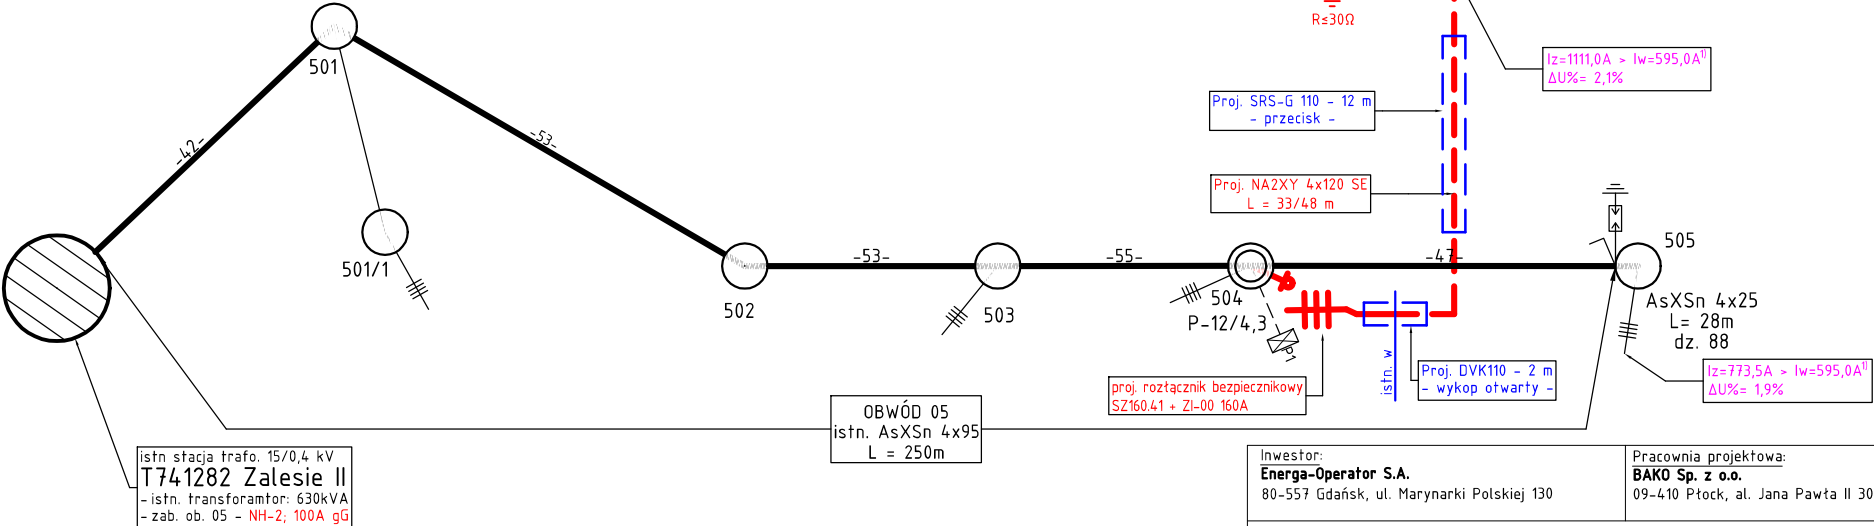 R≤30Ω
501
Iz=1111,0A > Iw=595,0A¹⁾
ΔU%= 2,1%
Proj. SRS-G 110 - 12 m
- przecisk -
-42-
-53-
Proj. NA2XY 4x120 SE
L = 33/48 m
505
501/1
-53-
-55-
-47-
502
503
504
P-12/4,3
P1
AsXSn 4x25
L= 28m
dz. 88
istn. w
Proj. DVK110 - 2 m
- wykop otwarty -
Iz=773,5A > Iw=595,0A¹⁾
ΔU%= 1,9%
proj. rozłącznik bezpiecznikowy
SZ160.41 + ZI-00 160A
OBWÓD 05
istn. AsXSn 4x95
L = 250m
istn stacja trafo. 15/0,4 kV
T741282 Zalesie II
- istn. transforamtor: 630kVA
- zab. ob. 05 - NH-2; 100A gG
Inwestor:
Energa-Operator S.A.
80-557 Gdańsk, ul. Marynarki Polskiej 130
Pracownia projektowa:
BAKO Sp. z o.o.
09-410 Płock, al. Jana Pawła II 30